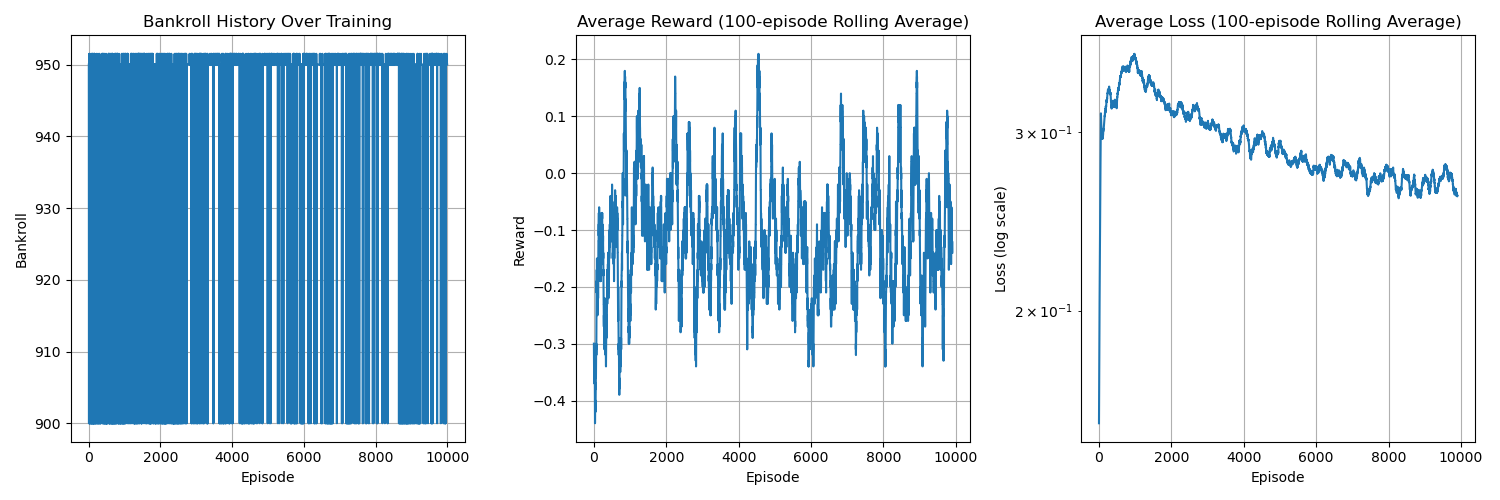 Bankroll History Over Training
950
940
930
920
910
900
Bankroll
0
2000
4000
6000
8000
10000
Episode
Average Reward (100-episode Rolling Average)
0.2
0.1
0.0
−0.1
−0.2
−0.3
−0.4
Reward
0
2000
4000
6000
8000
10000
Episode
Average Loss (100-episode Rolling Average)
3 × 10⁻¹
2 × 10⁻¹
Loss (log scale)
0
2000
4000
6000
8000
10000
Episode